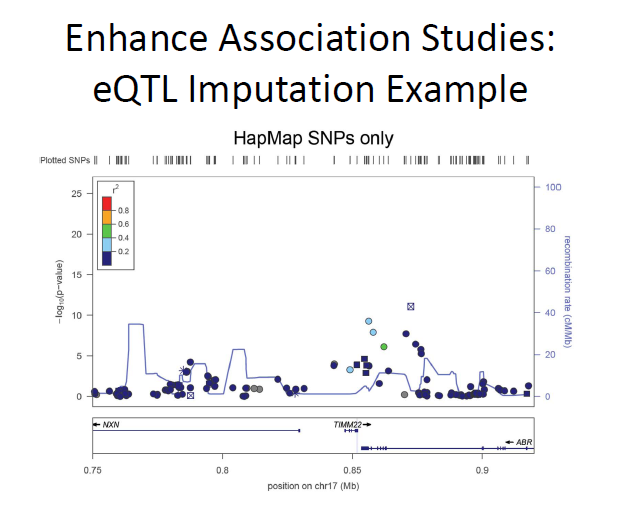 Enhance Association Studies:
eQTL Imputation Example
HapMap SNPs only
Plotted SNPs
r²
0.8
0.6
0.4
0.2
25
20
15
10
5
0
−log₁₀(p−value)
100
80
60
40
20
0
recombination rate (cM/Mb)
NXN
TIMM22
ABR
0.75
0.8
0.85
0.9
position on chr17 (Mb)